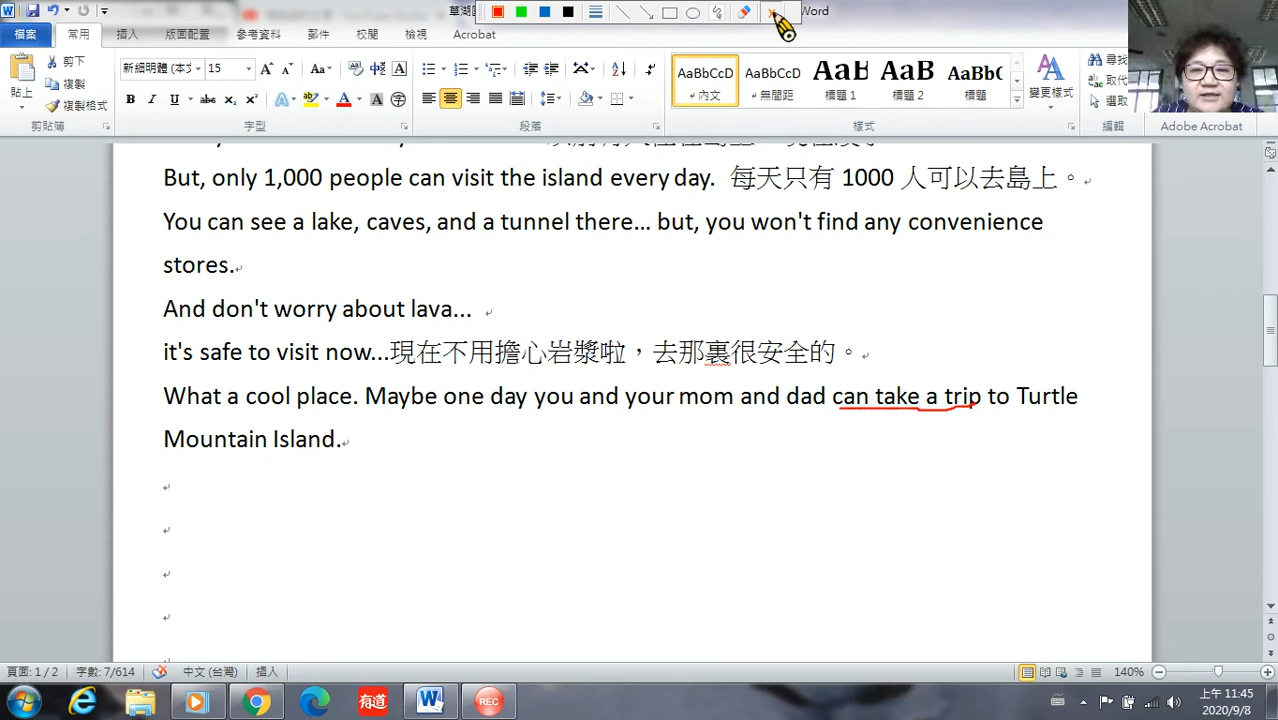 草湖
Word
檔案 常用 插入 版面配置 參考資料 郵件 校閱 檢視 Acrobat
剪下
複製
複製格式
貼上
剪貼簿
新細明體 (本文 15
字型
段落
AaBbCcD AaBbCcD AaBbC AaBbC AaBbC
內文 無間距 標題 1 標題 2 標題
變更樣式
樣式
尋找
取代
選取
編輯
Adobe Acrobat
But, only 1,000 people can visit the island every day. 每天只有 1000 人可以去島上。
You can see a lake, caves, and a tunnel there... but, you won't find any convenience
stores.
And don't worry about lava...
it's safe to visit now...現在不用擔心岩漿啦，去那裏很安全的。
What a cool place. Maybe one day you and your mom and dad can take a trip to Turtle
Mountain Island.
頁面: 1 / 2 字數: 7/614 中文 (台灣) 插入 140%
有道
REC
上午 11:45
2020/9/8